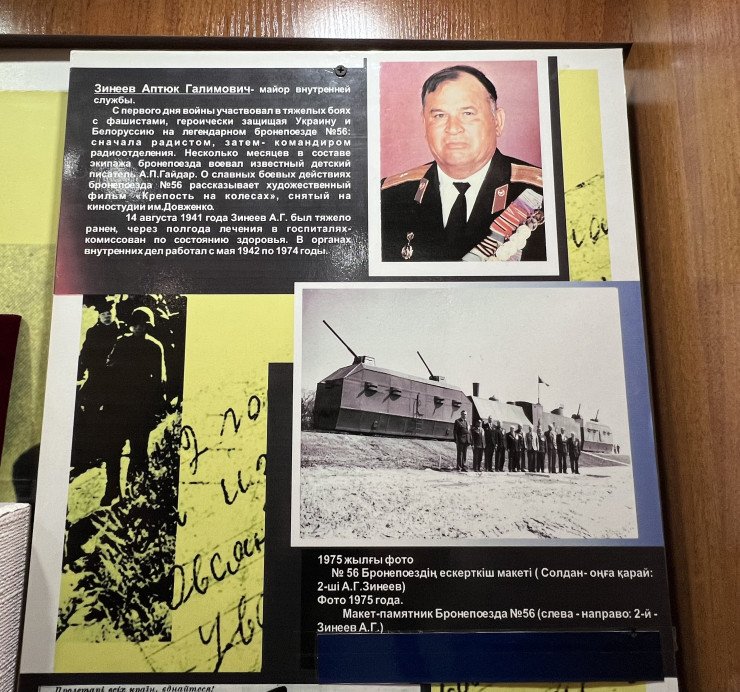 Зинеев Аптюк Галимович- майор внутренней
службы.
С первого дня войны участвовал в тяжелых боях
с фашистами, героически защищая Украину и
Белоруссию на легендарном бронепоезде №56:
сначала радистом, затем- командиром
радиоотделения. Несколько месяцев в составе
экипажа бронепоезда воевал известный детский
писатель А.П.Гайдар. О славных боевых действиях
бронепоезда №56 рассказывает художественный
фильм «Крепость на колесах», снятый на
киностудии им.Довженко.
14 августа 1941 года Зинеев А.Г. был тяжело
ранен, через полгода лечения в госпиталях-
комиссован по состоянию здоровья. В органах
внутренних дел работал с мая 1942 по 1974 годы.
1975 жылғы фото
№ 56 Бронепоездің ескерткіш макеті ( Солдан- оңға қарай:
2-ші А.Г.Зинеев)
Фото 1975 года.
Макет-памятник Бронепоезда №56 (слева - направо: 2-й -
Зинеев А.Г.)
Пролетарі всіх країн, єднайтеся!